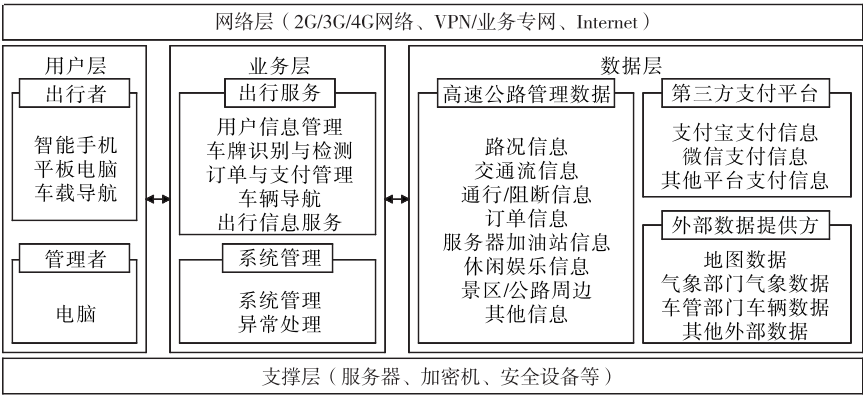 网络层（2G/3G/4G网络、VPN/业务专网、Internet）
用户层
出行者
智能手机
平板电脑
车载导航
管理者
电脑
业务层
出行服务
用户信息管理
车牌识别与检测
订单与支付管理
车辆导航
出行信息服务
系统管理
系统管理
异常处理
数据层
高速公路管理数据
路况信息
交通流信息
通行/阻断信息
订单信息
服务器加油站信息
休闲娱乐信息
景区/公路周边
其他信息
第三方支付平台
支付宝支付信息
微信支付信息
其他平台支付信息
外部数据提供方
地图数据
气象部门气象数据
车管部门车辆数据
其他外部数据
支撑层（服务器、加密机、安全设备等）